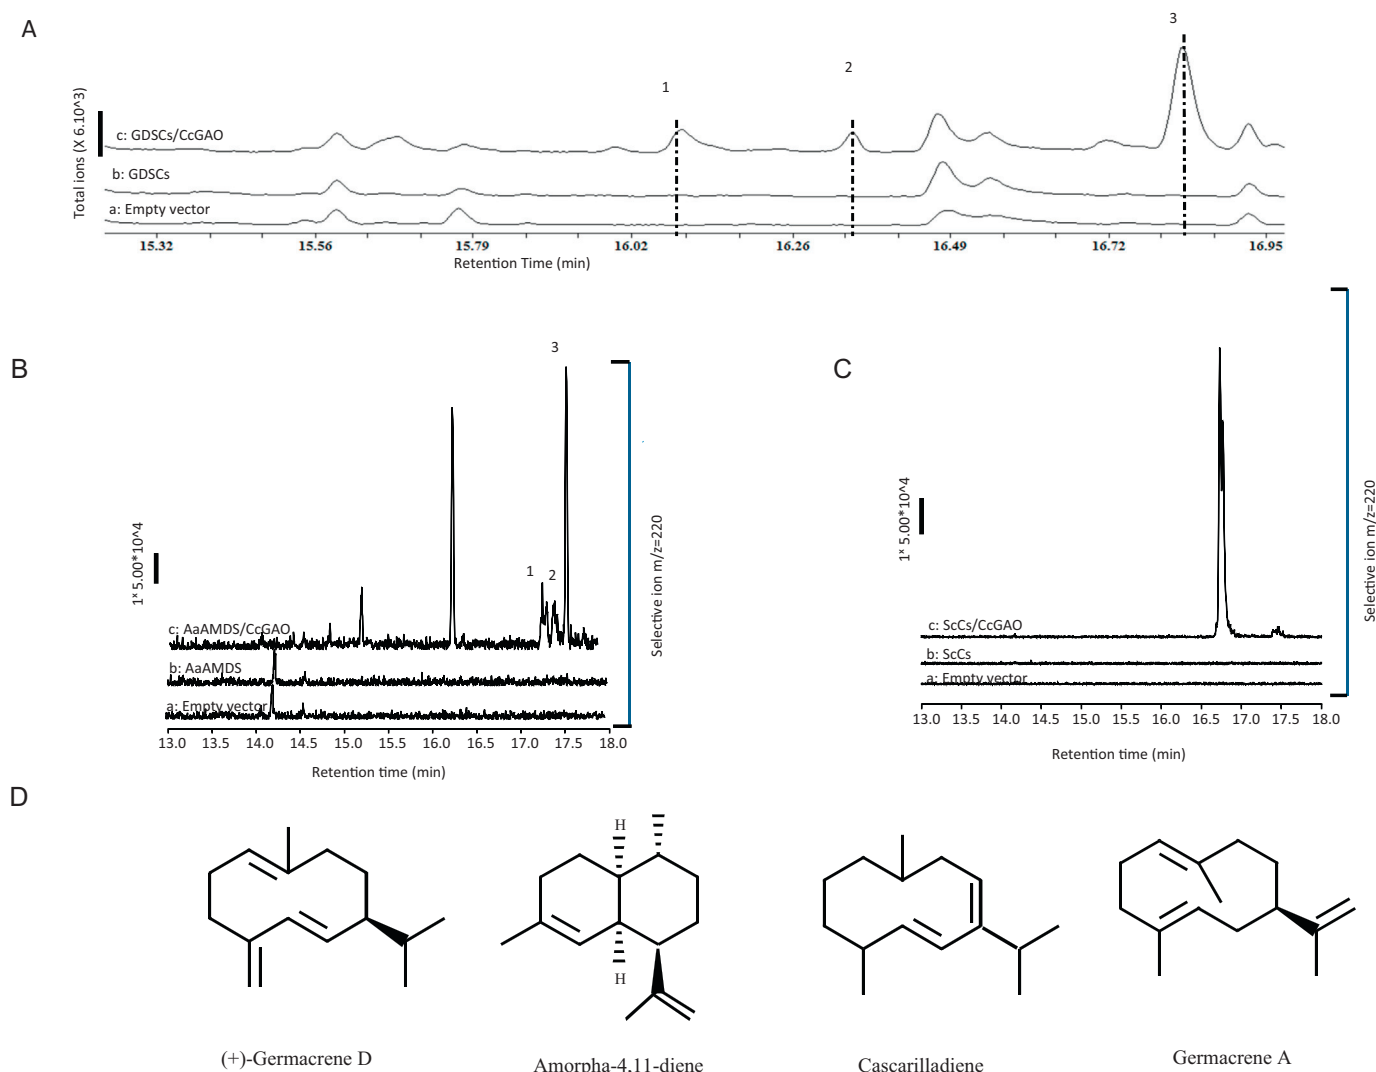 A
3
2
1
Total ions (X 6.10^3)
c: GDSCs/CcGAO
b: GDSCs
a: Empty vector
15.32 15.56 15.79 16.02 16.26 16.49 16.72 16.95
Retention Time (min)
B
3
1 2
1* 5.00*10^4
c: AaAMDS/CcGAO
b: AaAMDS
a: Empty vector
13.0 13.5 14.0 14.5 15.0 15.5 16.0 16.5 17.0 17.5 18.0
Retention time (min)
Selective ion m/z=220
C
1* 5.00*10^4
c: ScCs/CcGAO
b: ScCs
a: Empty vector
13.0 13.5 14.0 14.5 15.0 15.5 16.0 16.5 17.0 17.5 18.0
Retention time (min)
Selective ion m/z=220
D
H
H
(+)-Germacrene D
Amorpha-4,11-diene
Cascarilladiene
Germacrene A